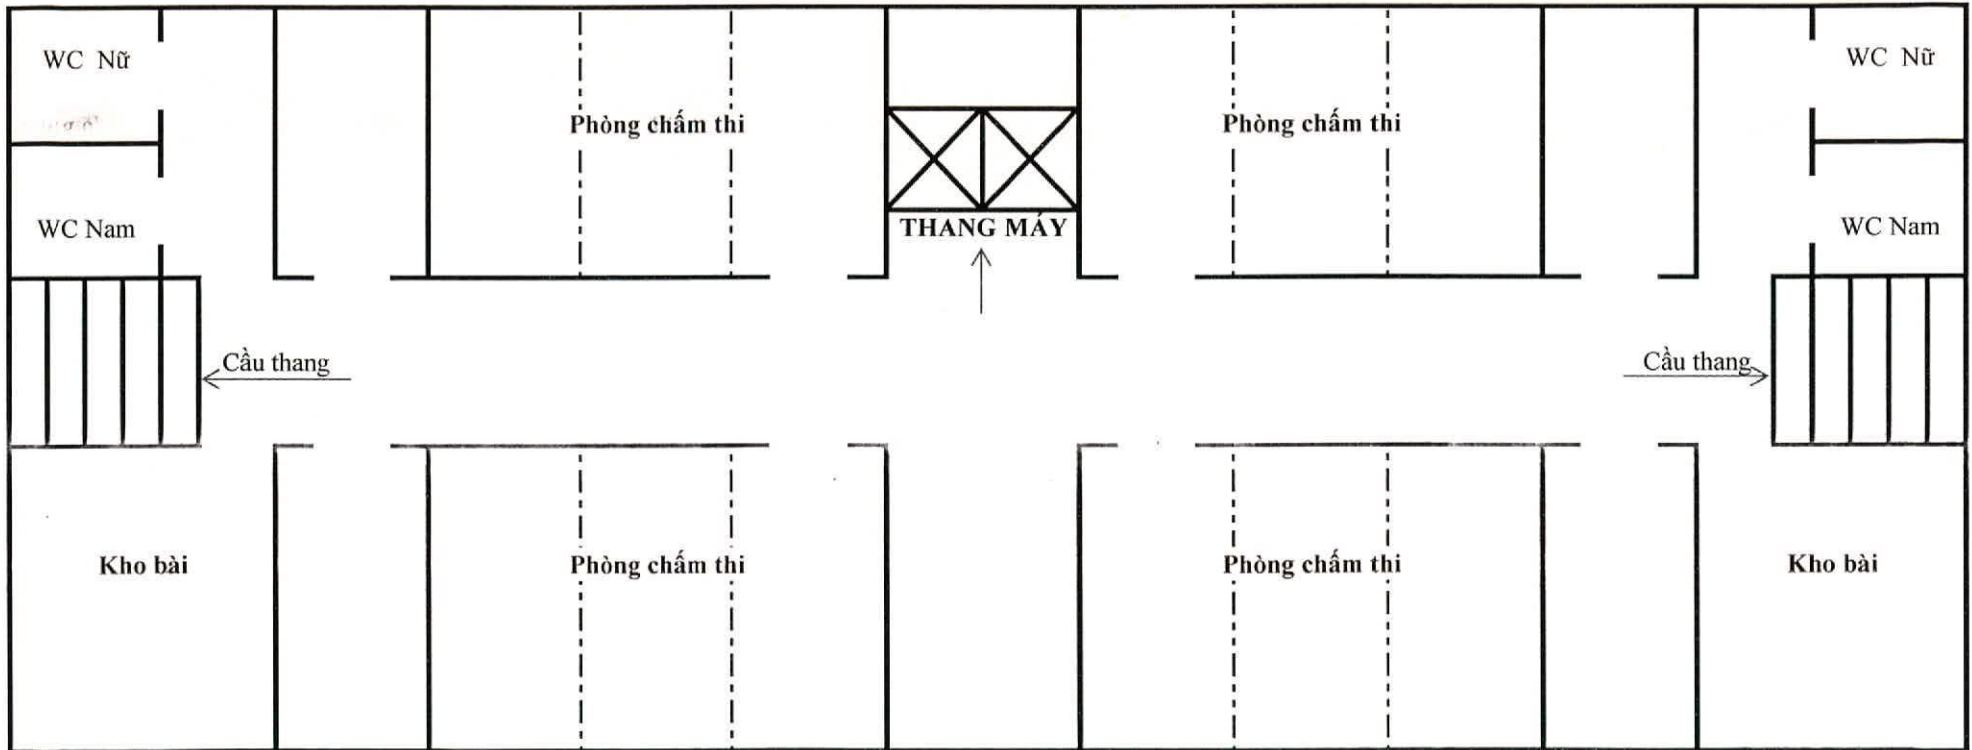 WC Nữ
WC Nữ
Phòng chấm thi
Phòng chấm thi
WC Nam
THANG MÁY
WC Nam
Cầu thang
Cầu thang
Kho bài
Phòng chấm thi
Phòng chấm thi
Kho bài